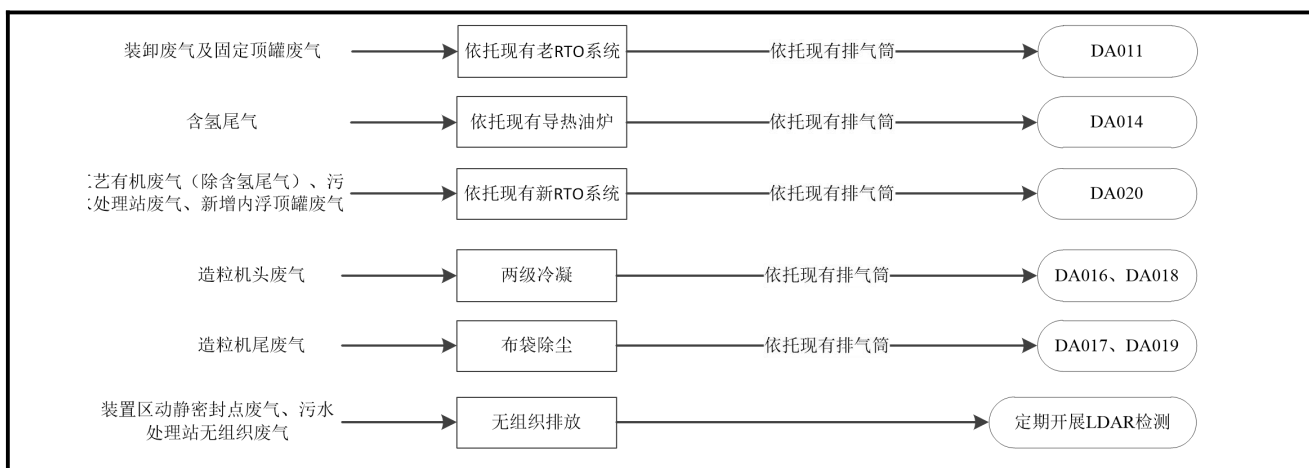 装卸废气及固定顶罐废气 依托现有老RTO系统 依托现有排气筒 DA011
含氢尾气 依托现有导热油炉 依托现有排气筒 DA014
艺有机废气（除含氢尾气）、污
处理站废气、新增内浮顶罐废气 依托现有新RTO系统 依托现有排气筒 DA020
造粒机头废气 两级冷凝 依托现有排气筒 DA016、DA018
造粒机尾废气 布袋除尘 依托现有排气筒 DA017、DA019
装置区动静密封点废气、污水
处理站无组织废气 无组织排放 定期开展LDAR检测